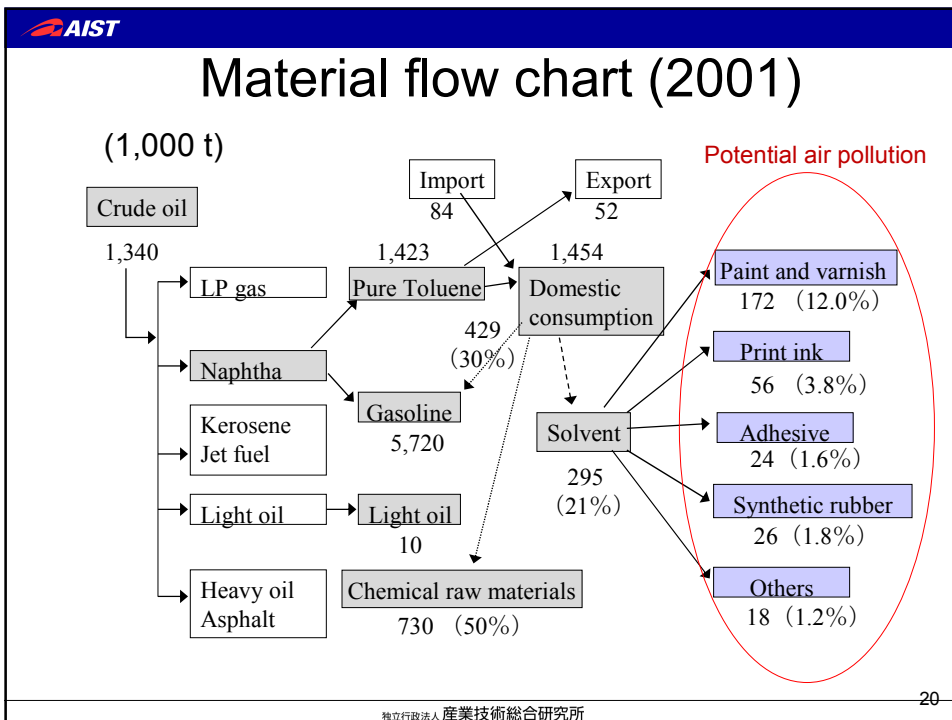 AIST
Material flow chart (2001)
(1,000 t)
Potential air pollution
Import
84
Export
52
Crude oil
1,340
1,423
1,454
LP gas
Pure Toluene
Domestic
consumption
Paint and varnish
172 （12.0%）
429
(30%)
Naphtha
Print ink
56 （3.8%）
Gasoline
5,720
Kerosene
Jet fuel
Solvent
295
(21%)
Adhesive
24 （1.6%）
Light oil
Light oil
10
Synthetic rubber
26 （1.8%）
Heavy oil
Asphalt
Chemical raw materials
730 （50%）
Others
18 （1.2%）
20
独立行政法人 産業技術総合研究所